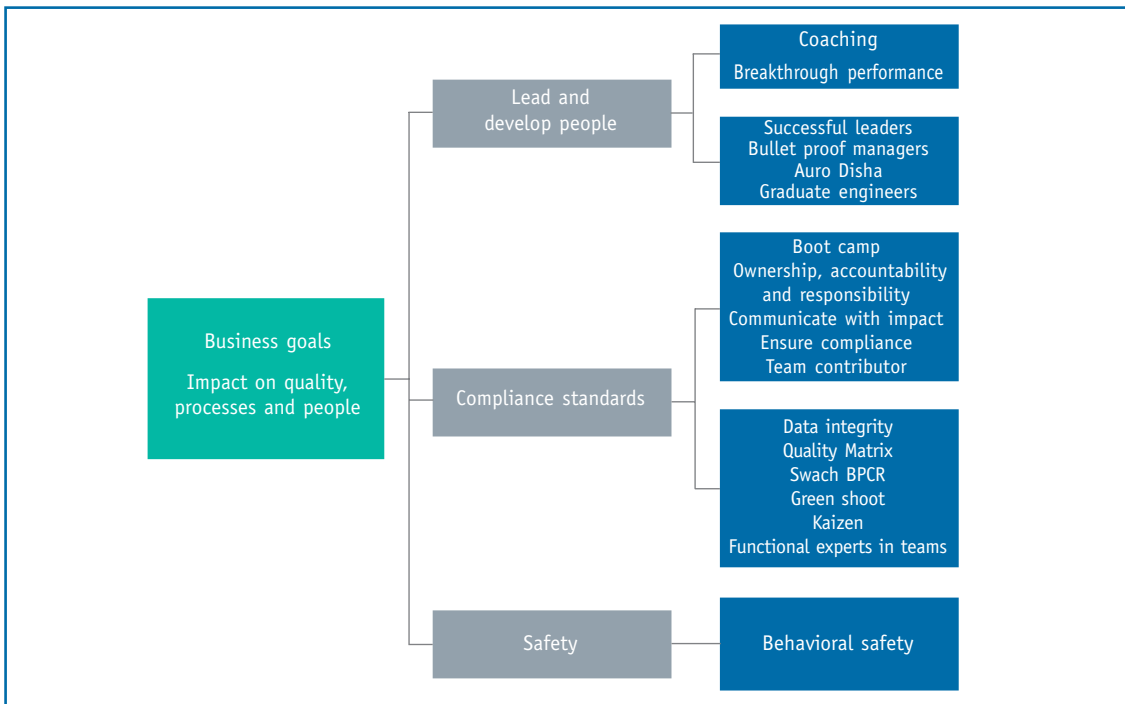 Business goals
Impact on quality,
processes and people
Lead and
develop people
Coaching
Breakthrough performance
Successful leaders
Bullet proof managers
Auro Disha
Graduate engineers
Compliance standards
Boot camp
Ownership, accountability
and responsibility
Communicate with impact
Ensure compliance
Team contributor
Data integrity
Quality Matrix
Swach BPCR
Green shoot
Kaizen
Functional experts in teams
Safety
Behavioral safety